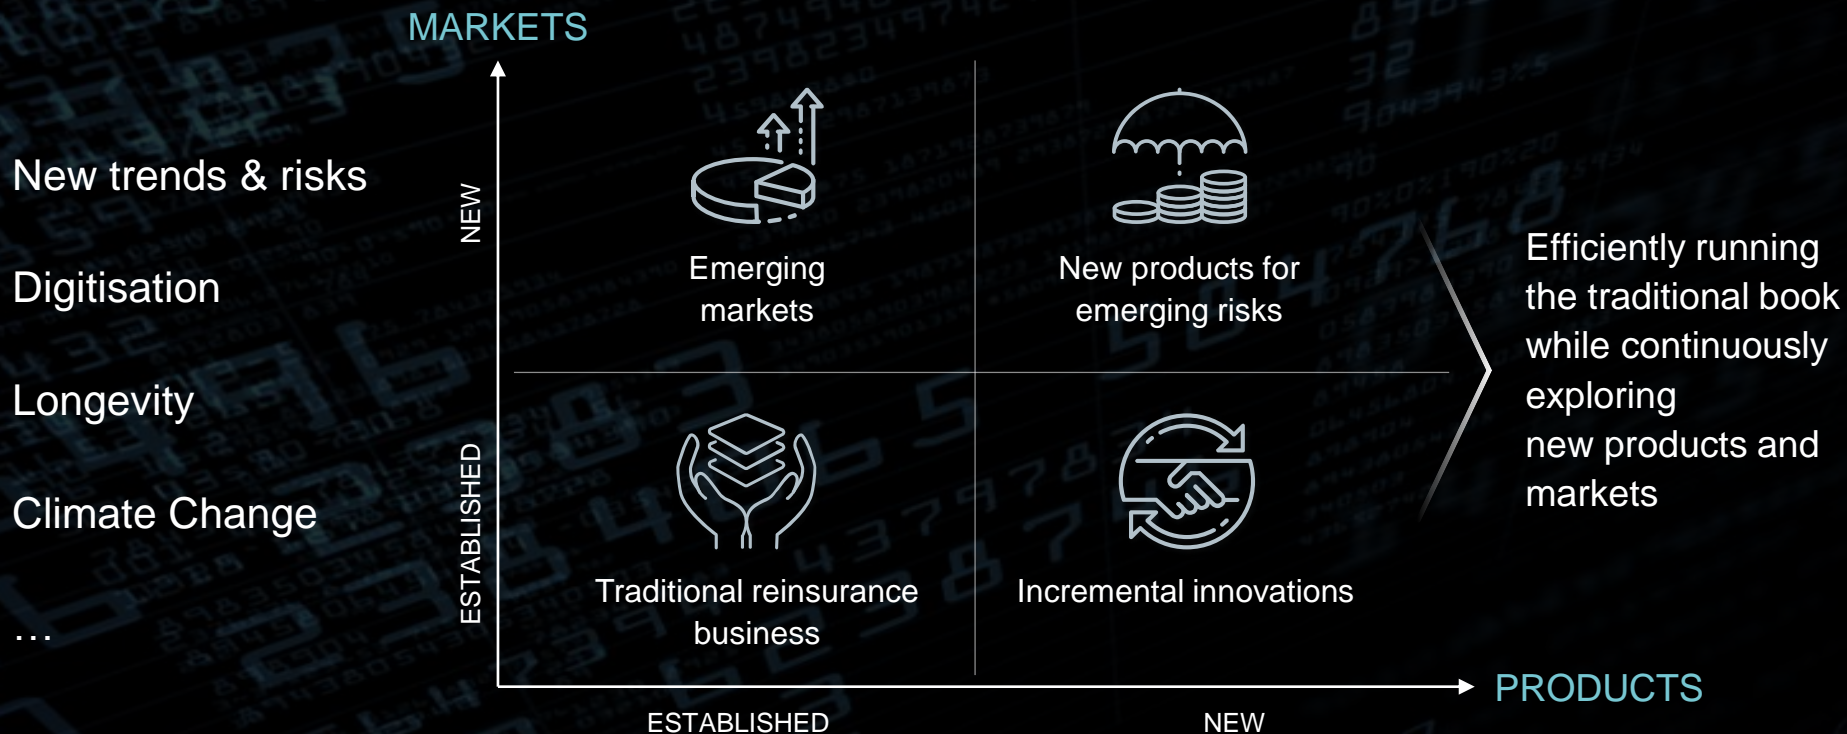 MARKETS
New trends & risks
Digitisation
Longevity
Climate Change
…
NEW
ESTABLISHED
Emerging
markets
New products for
emerging risks
Traditional reinsurance
business
Incremental innovations
ESTABLISHED
NEW
PRODUCTS
Efficiently running
the traditional book
while continuously
exploring
new products and
markets